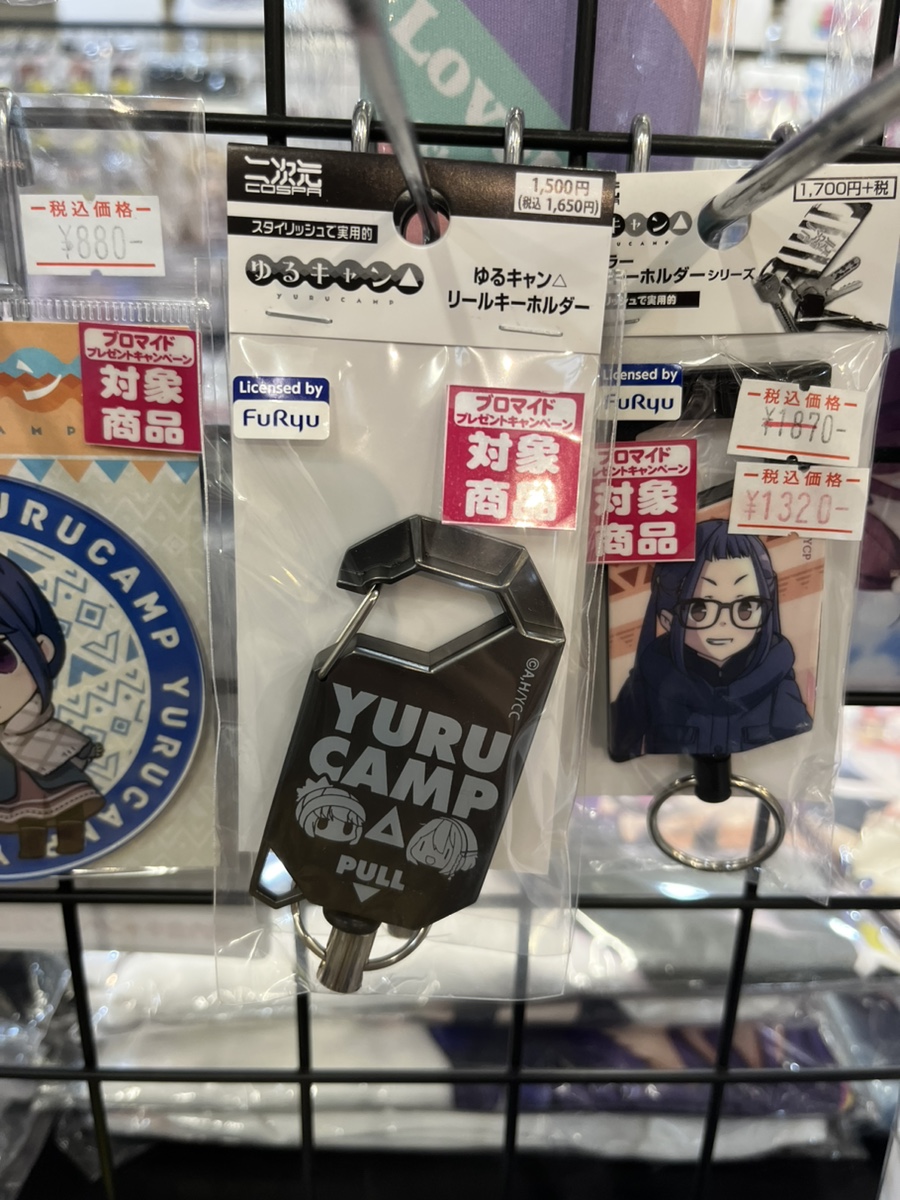 LOV
税込価格
¥880-
ブロマイド
プレゼントキャンペーン
対象
商品
ン
AMP
YURUCAMP YURUCAMP
二次元
COSPA
1,500円
(税込 1,650円)
スタイリッシュで実用的
ゆるキャン△
YURUCAMP
ゆるキャン△
リールキーホルダー
Licensed by
FuRyu
ブロマイド
プレゼントキャンペーン
対象
商品
©A,H/YCC
YURU
CAMP
△
PULL
1,700円+税
キャン△
RUCAMP
ラー
キーホルダーシリーズ
ッシュで実用的
Licensed by
FuRyu
税込価格
¥1870-
税込価格
¥1320-
ブロマイド
ゼントキャンペーン
対象
商品
YCP